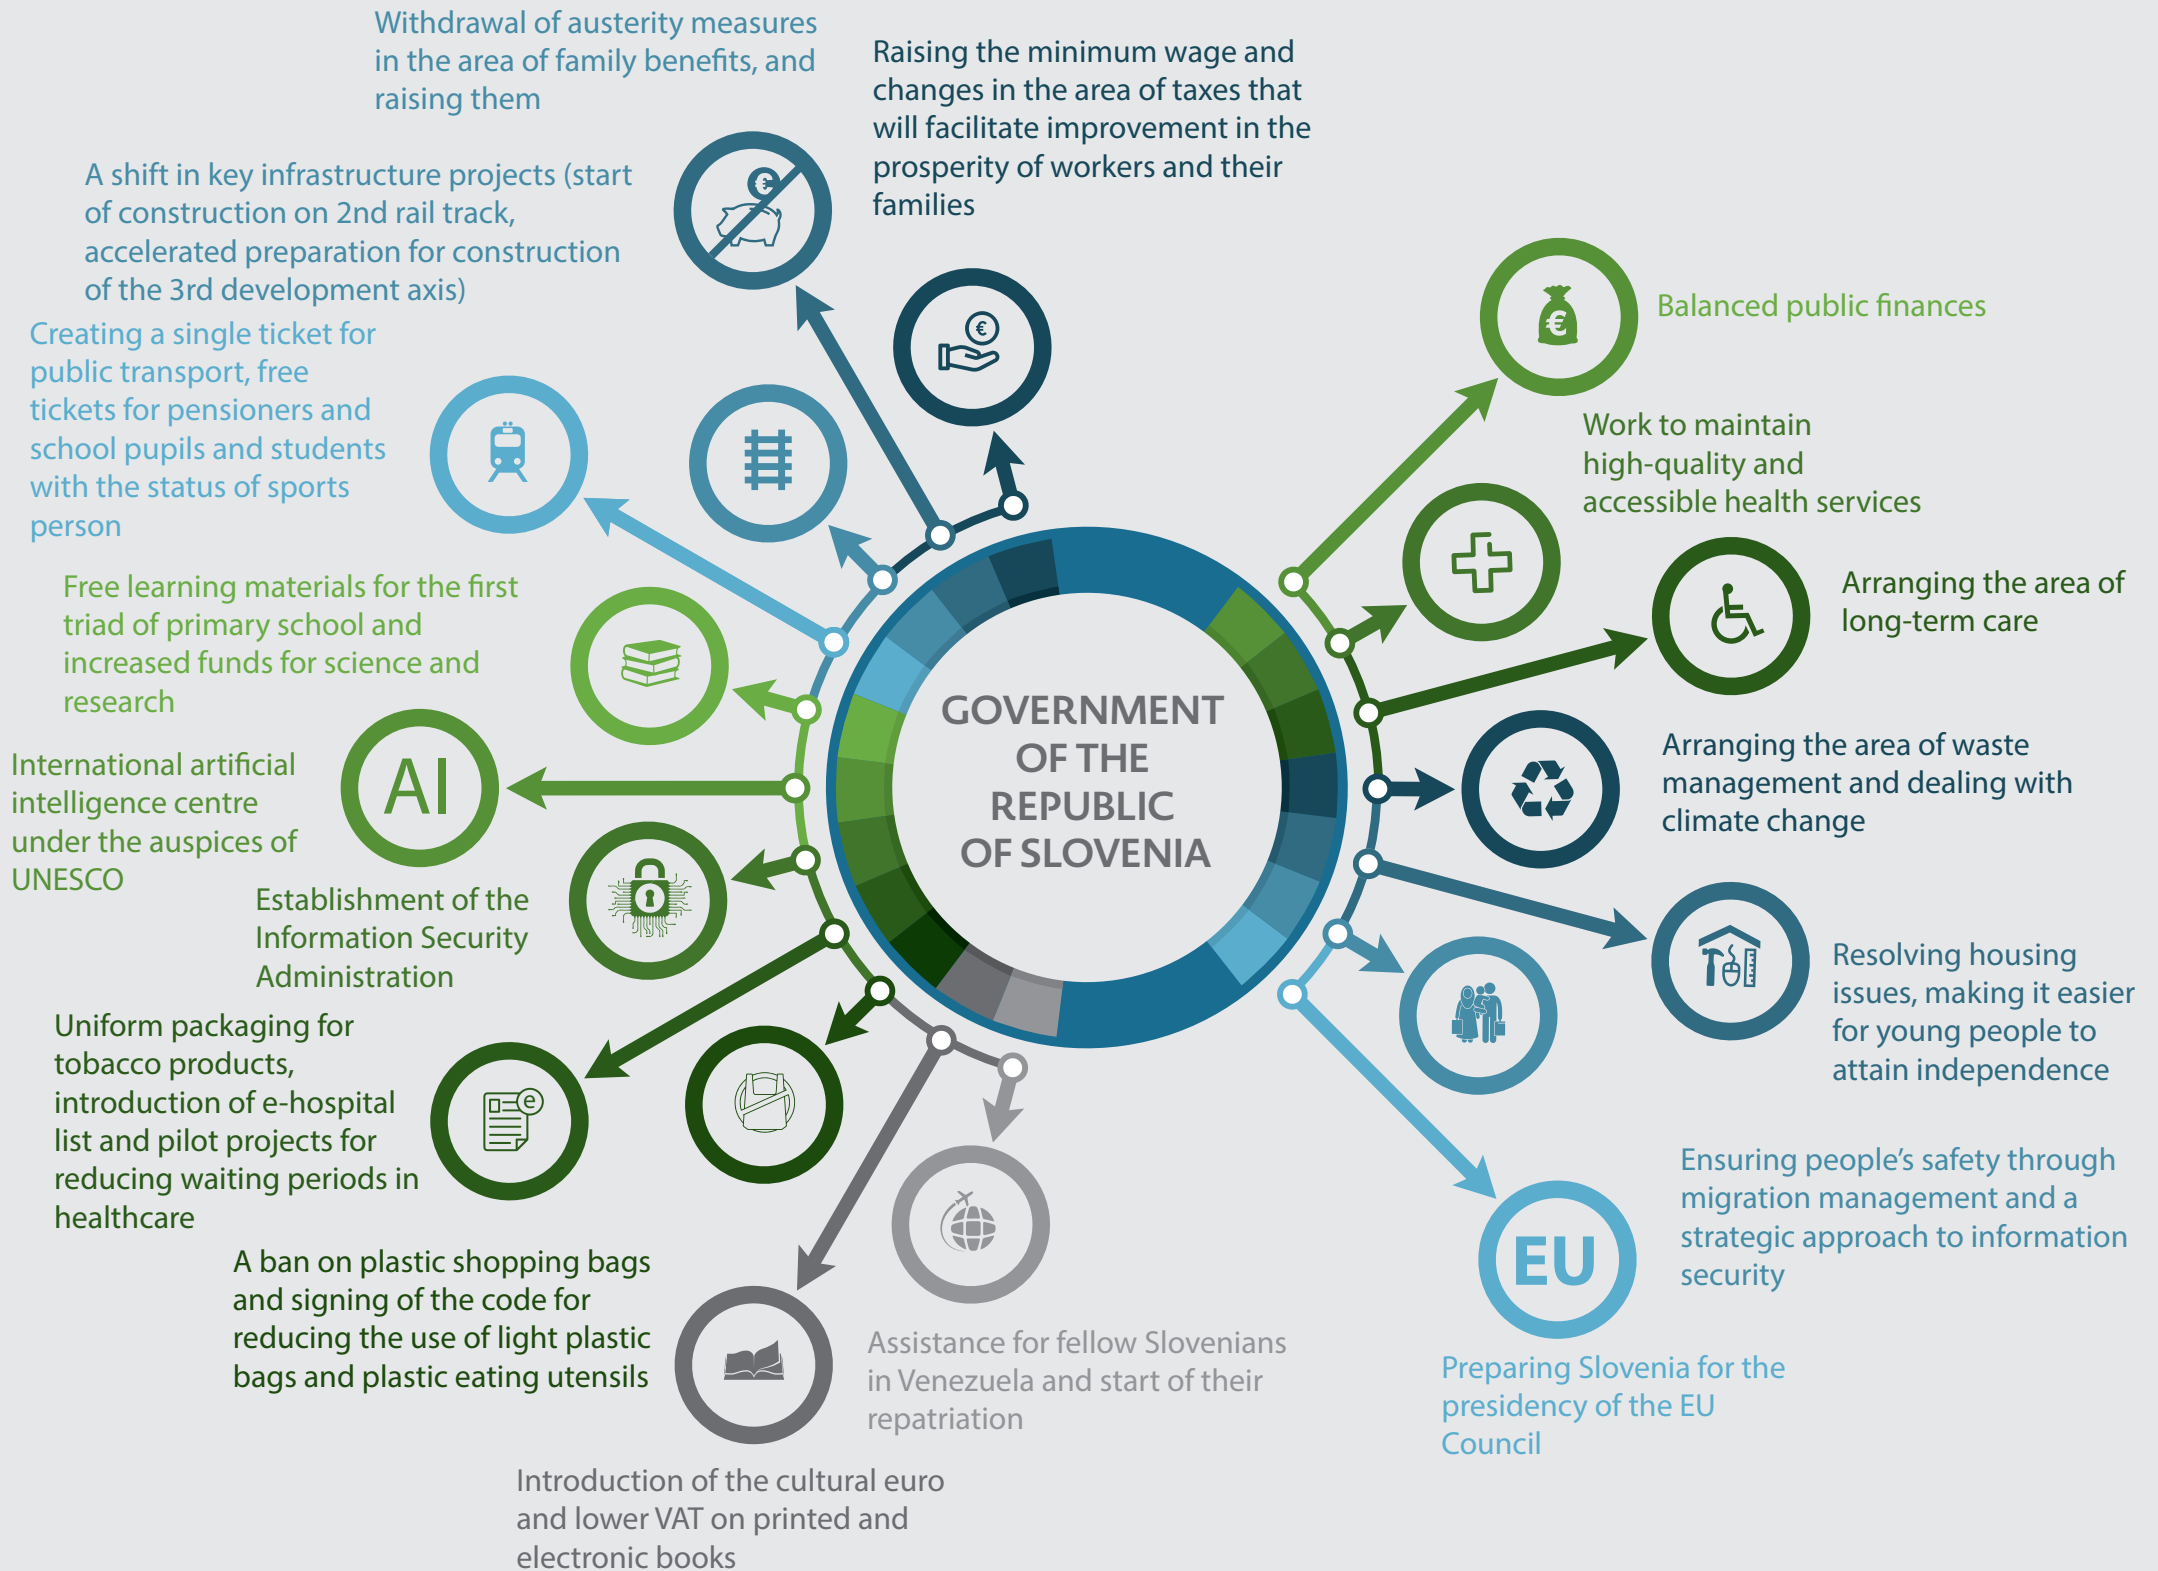 Withdrawal of austerity measures
in the area of family benefits, and
raising them
Raising the minimum wage and
changes in the area of taxes that
will facilitate improvement in the
prosperity of workers and their
families
A shift in key infrastructure projects (start
of construction on 2nd rail track,
accelerated preparation for construction
of the 3rd development axis)
Creating a single ticket for
public transport, free
tickets for pensioners and
school pupils and students
with the status of sports
person
Free learning materials for the first
triad of primary school and
increased funds for science and
research
International artificial
intelligence centre
under the auspices of
UNESCO
AI
Establishment of the
Information Security
Administration
Uniform packaging for
tobacco products,
introduction of e-hospital
list and pilot projects for
reducing waiting periods in
healthcare
e
A ban on plastic shopping bags
and signing of the code for
reducing the use of light plastic
bags and plastic eating utensils
Introduction of the cultural euro
and lower VAT on printed and
electronic books
Assistance for fellow Slovenians
in Venezuela and start of their
repatriation
GOVERNMENT
OF THE
REPUBLIC
OF SLOVENIA
€
€
€
Balanced public finances
Work to maintain
high-quality and
accessible health services
Arranging the area of
long-term care
Arranging the area of waste
management and dealing with
climate change
Resolving housing
issues, making it easier
for young people to
attain independence
Ensuring people’s safety through
migration management and a
strategic approach to information
security
EU
Preparing Slovenia for the
presidency of the EU
Council